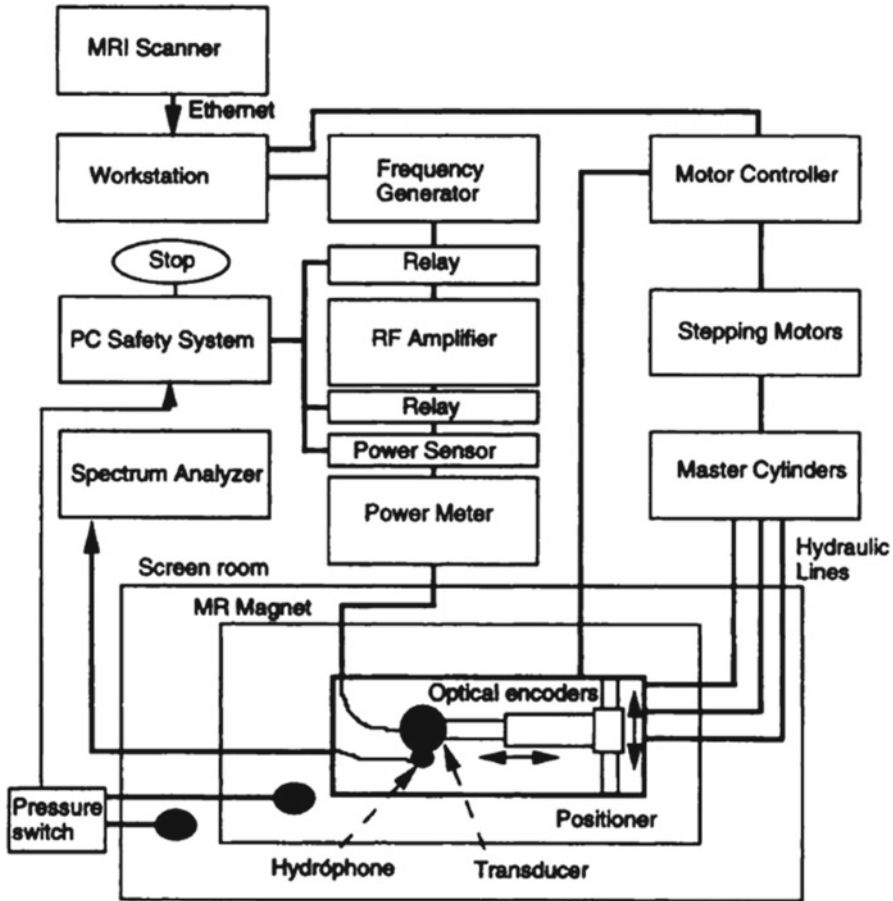 MRI Scanner
Ethernet
Workstation
Frequency
Generator
Motor Controller
Stop
Relay
PC Safety System
RF Amplifier
Stepping Motors
Relay
Power Sensor
Spectrum Analyzer
Master Cylinders
Power Meter
Hydraulic
Lines
Screen room
MR Magnet
Optical encoders
Pressure
switch
Positioner
Hydrophone
Transducer